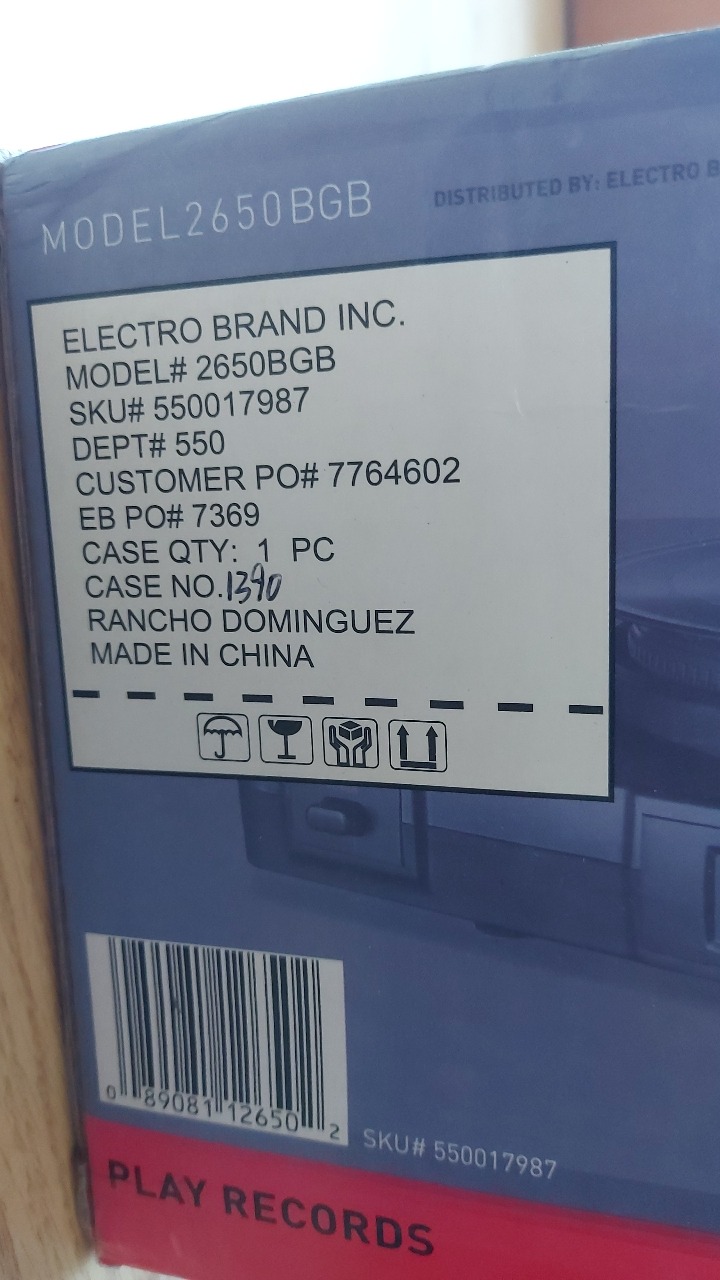 MODEL 2650BGB
DISTRIBUTED BY: ELECTRO B
ELECTRO BRAND INC.
MODEL# 2650BGB
SKU# 550017987
DEPT# 550
CUSTOMER PO# 7764602
EB PO# 7369
CASE QTY: 1 PC
CASE NO.1390
RANCHO DOMINGUEZ
MADE IN CHINA
0 89081 12650 2
SKU# 550017987
PLAY RECORDS